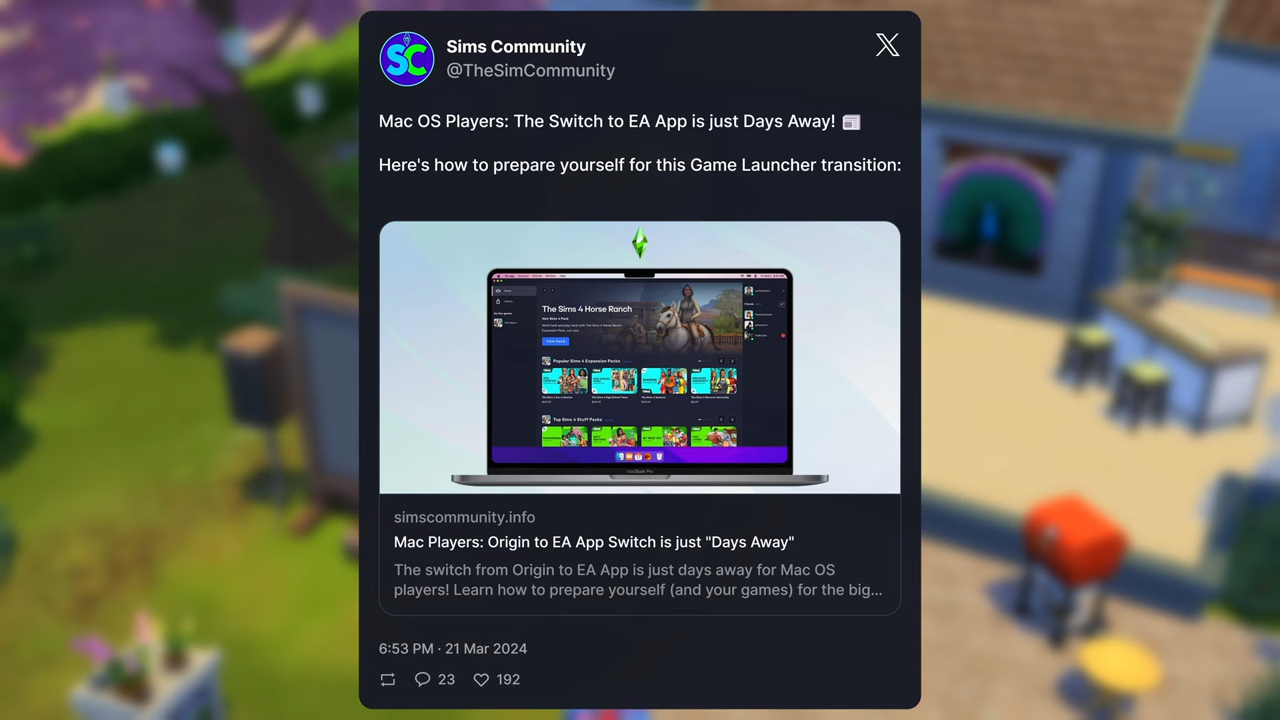 SC
Sims Community
@TheSimCommunity
Mac OS Players: The Switch to EA App is just Days Away!
Here's how to prepare yourself for this Game Launcher transition:
The Sims 4 Horse Ranch
Popular Sims 4 Expansion Packs
Top Sims 4 Stuff Packs
MacBook Pro
simscommunity.info
Mac Players: Origin to EA App Switch is just "Days Away"
The switch from Origin to EA App is just days away for Mac OS
players! Learn how to prepare yourself (and your games) for the big...
6:53 PM · 21 Mar 2024
23 192